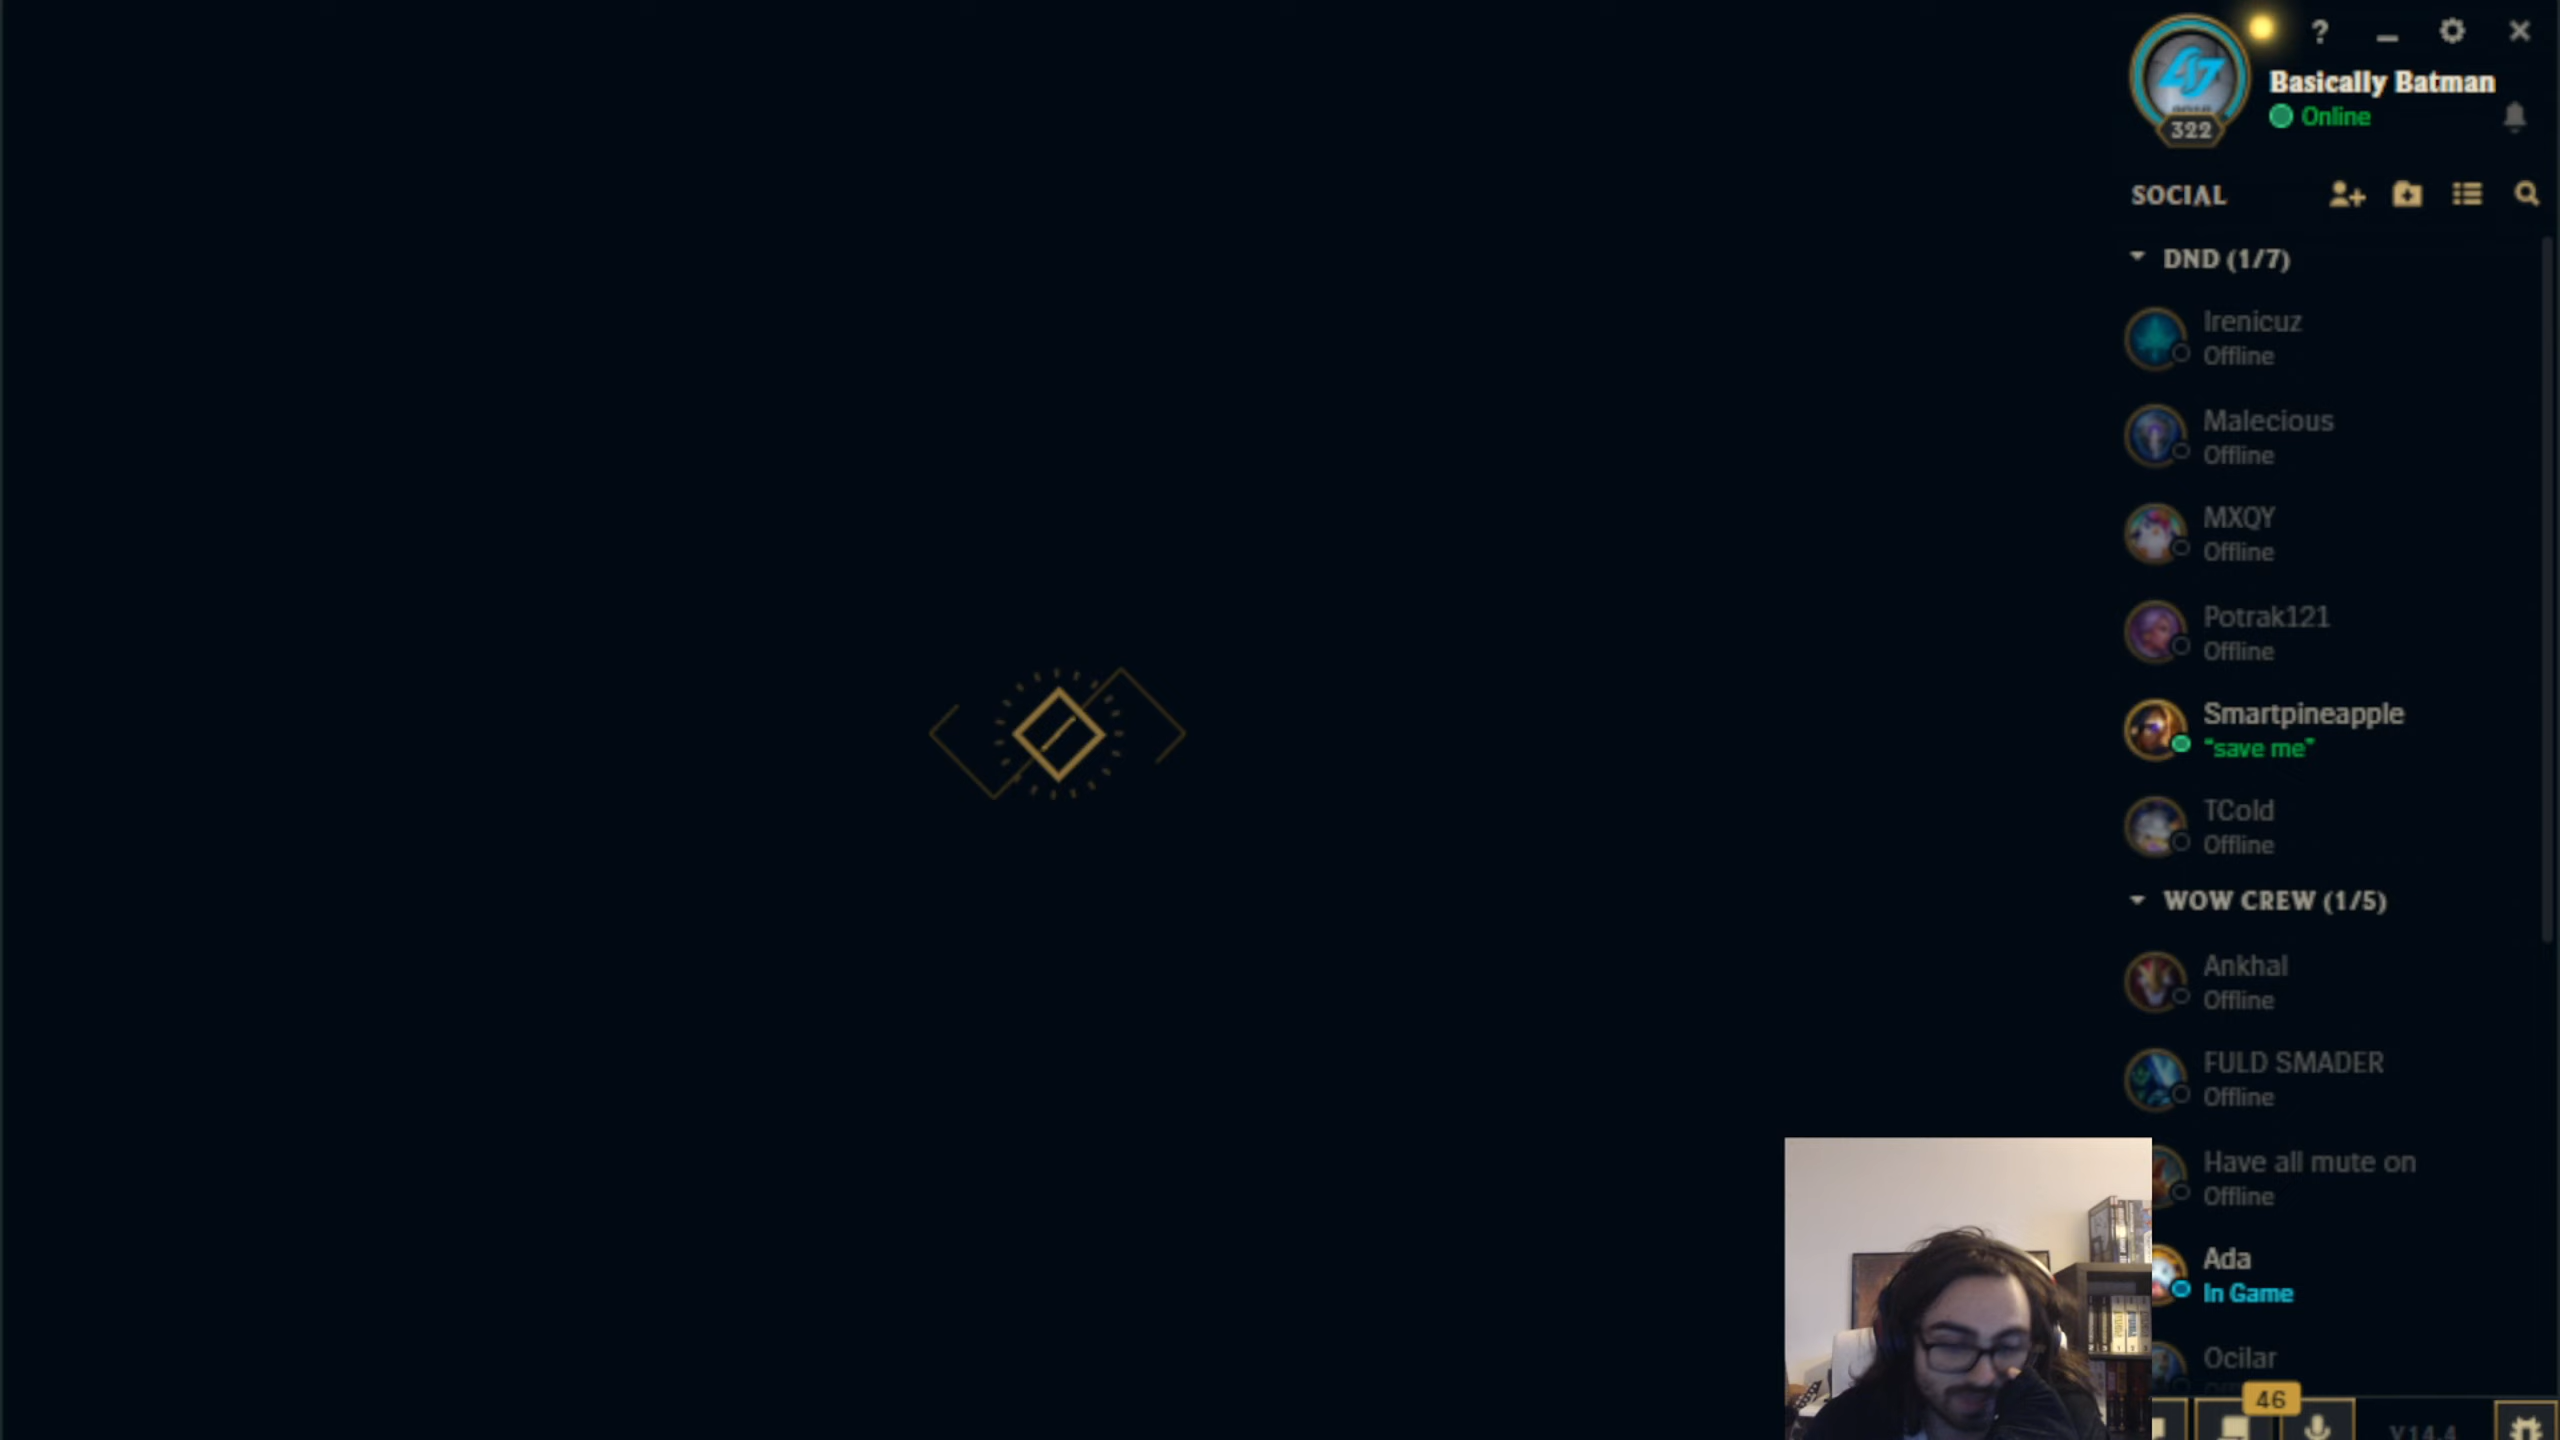 ?
Basically Batman
Online
322
SOCIAL
DND (1/7)
Irenicuz
Offline
Malecious
Offline
MXQY
Offline
Potrak121
Offline
Smartpineapple
"save me"
TCold
Offline
WOW CREW (1/5)
Ankhal
Offline
FULD SMADER
Offline
Have all mute on
Offline
Ada
In Game
Ocilar
46
V14.4